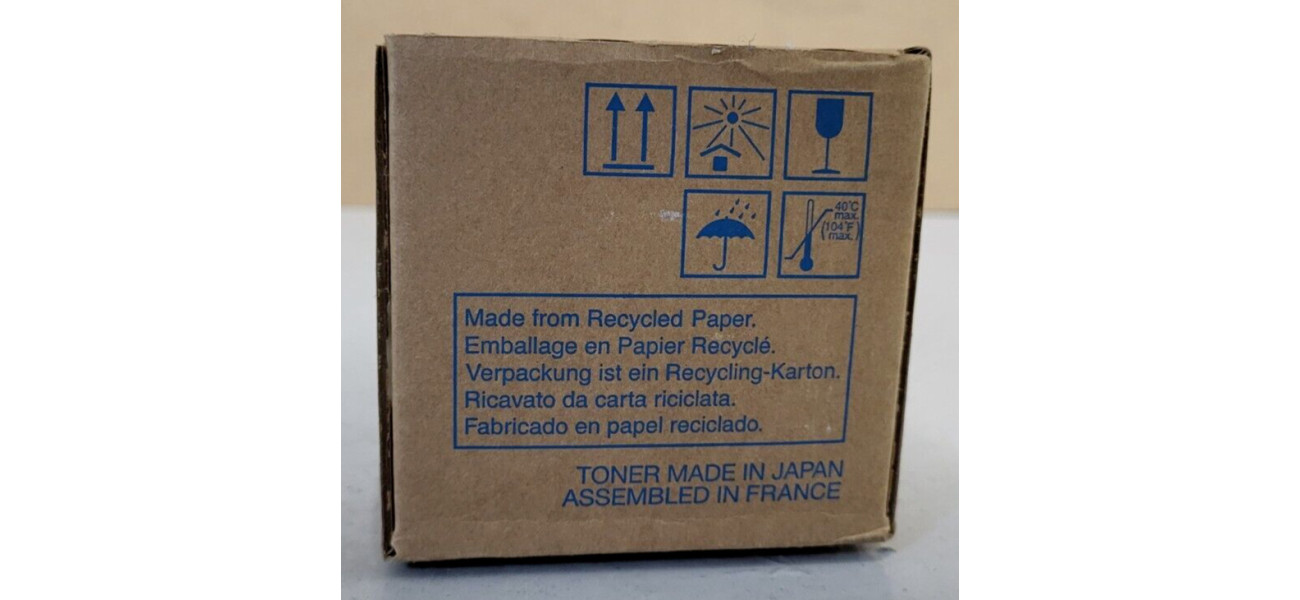 40°C
max.
(104°F)
max.
Made from Recycled Paper.
Emballage en Papier Recyclé.
Verpackung ist ein Recycling-Karton.
Ricavato da carta riciclata.
Fabricado en papel reciclado.
TONER MADE IN JAPAN
ASSEMBLED IN FRANCE